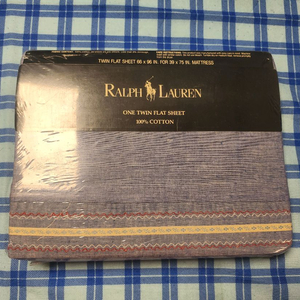 TWIN FLAT SHEET 66 x 96 IN. FOR 39 x 75 IN. MATTRESS
RALPH LAUREN
ONE TWIN FLAT SHEET
100% COTTON